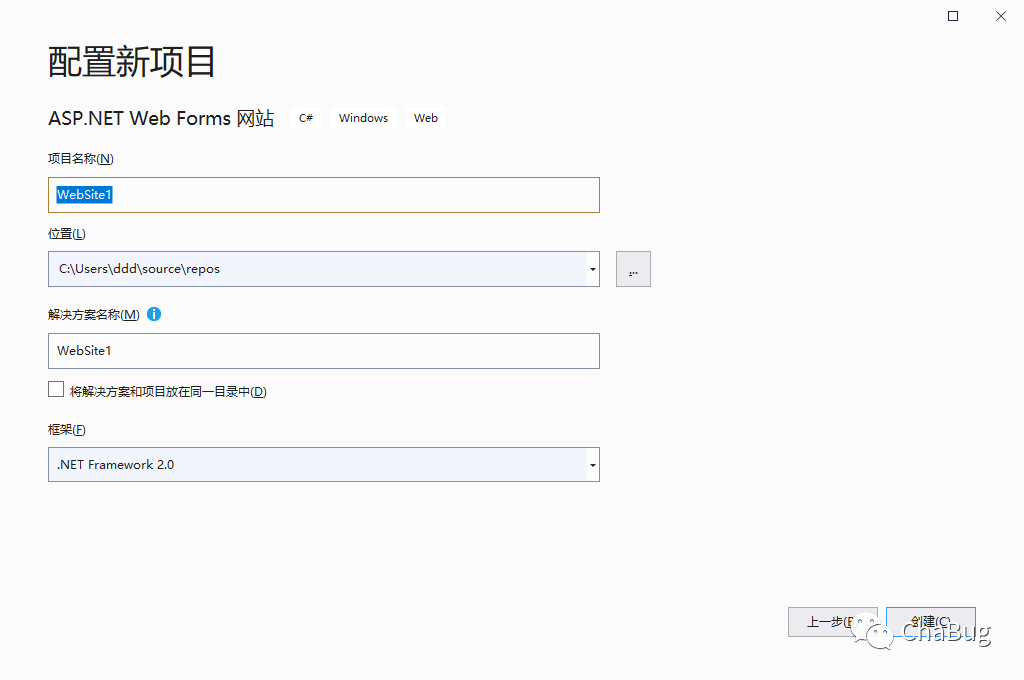 配置新项目
ASP.NET Web Forms 网站 C# Windows Web
项目名称(N)
WebSite1
位置(L)
C:\Users\ddd\source\repos
...
解决方案名称(M)
WebSite1
将解决方案和项目放在同一目录中(D)
框架(F)
.NET Framework 2.0
上一步(B 创建(C)
ChaBug